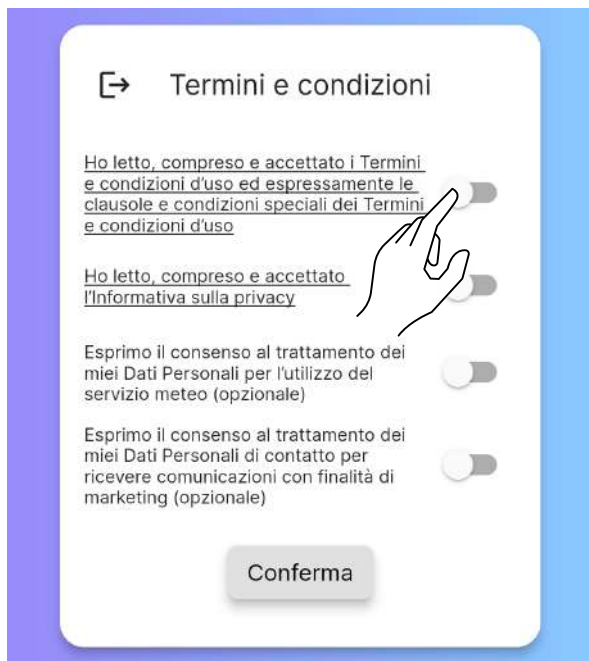 Termini e condizioni
Ho letto, compreso e accettato i Termini
e condizioni d'uso ed espressamente le
clausole e condizioni speciali dei Termini
e condizioni d'uso
Ho letto, compreso e accettato
l'Informativa sulla privacy
Esprimo il consenso al trattamento dei
miei Dati Personali per l'utilizzo del
servizio meteo (opzionale)
Esprimo il consenso al trattamento dei
miei Dati Personali di contatto per
ricevere comunicazioni con finalità di
marketing (opzionale)
Conferma